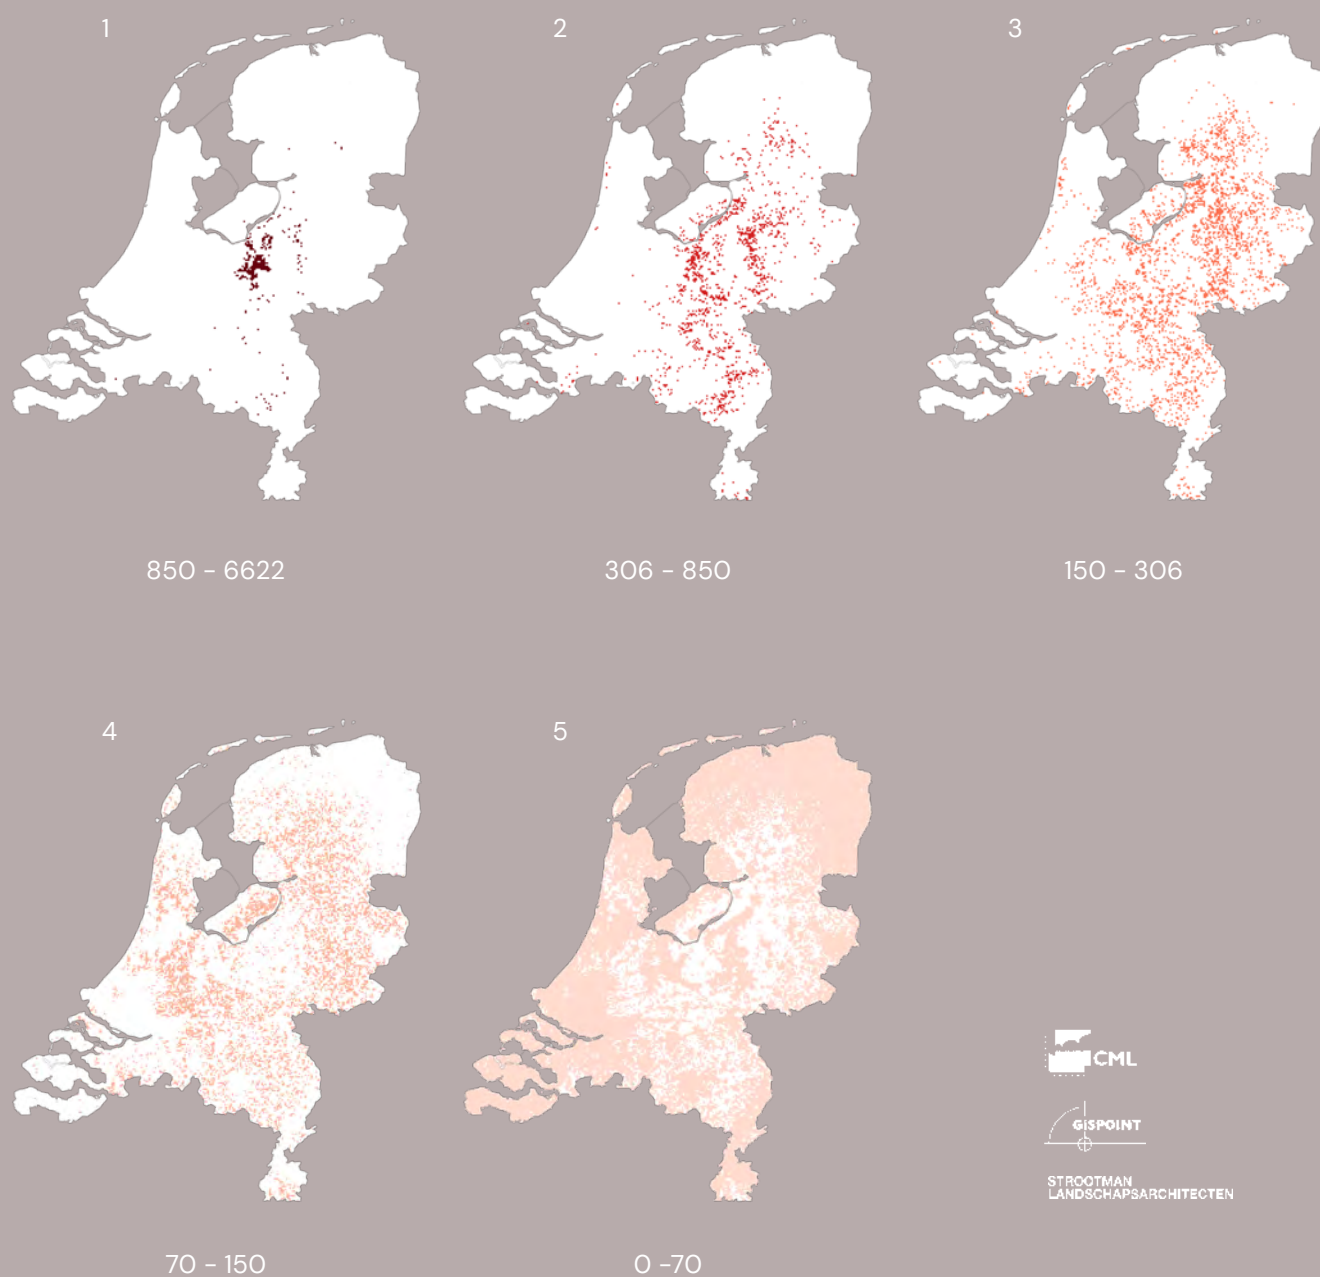 1
2
3
850 – 6622
306 – 850
150 – 306
4
5
CML
GISPOINT
STROOTMAN
LANDSCHAPSARCHITECTEN
70 – 150
0 –70